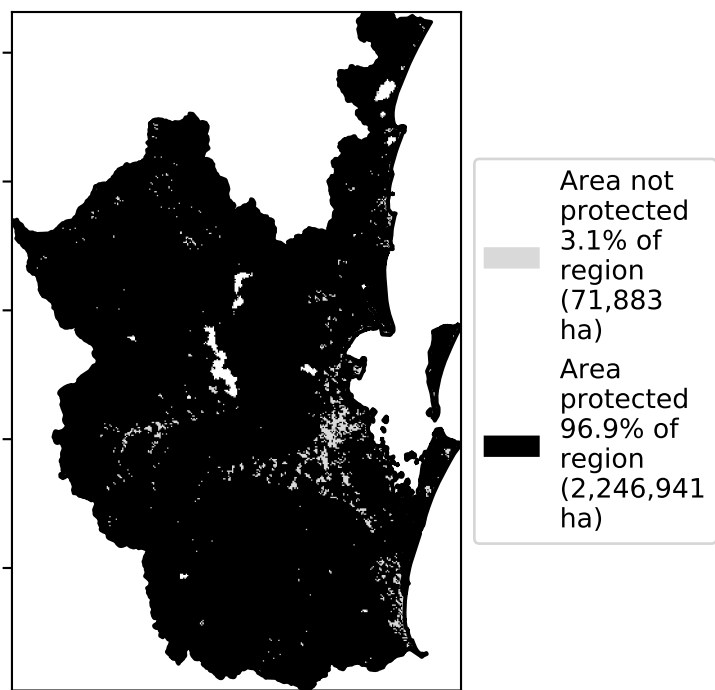 Area not
protected
3.1% of
region
(71,883
ha)
Area
protected
96.9% of
region
(2,246,941
ha)